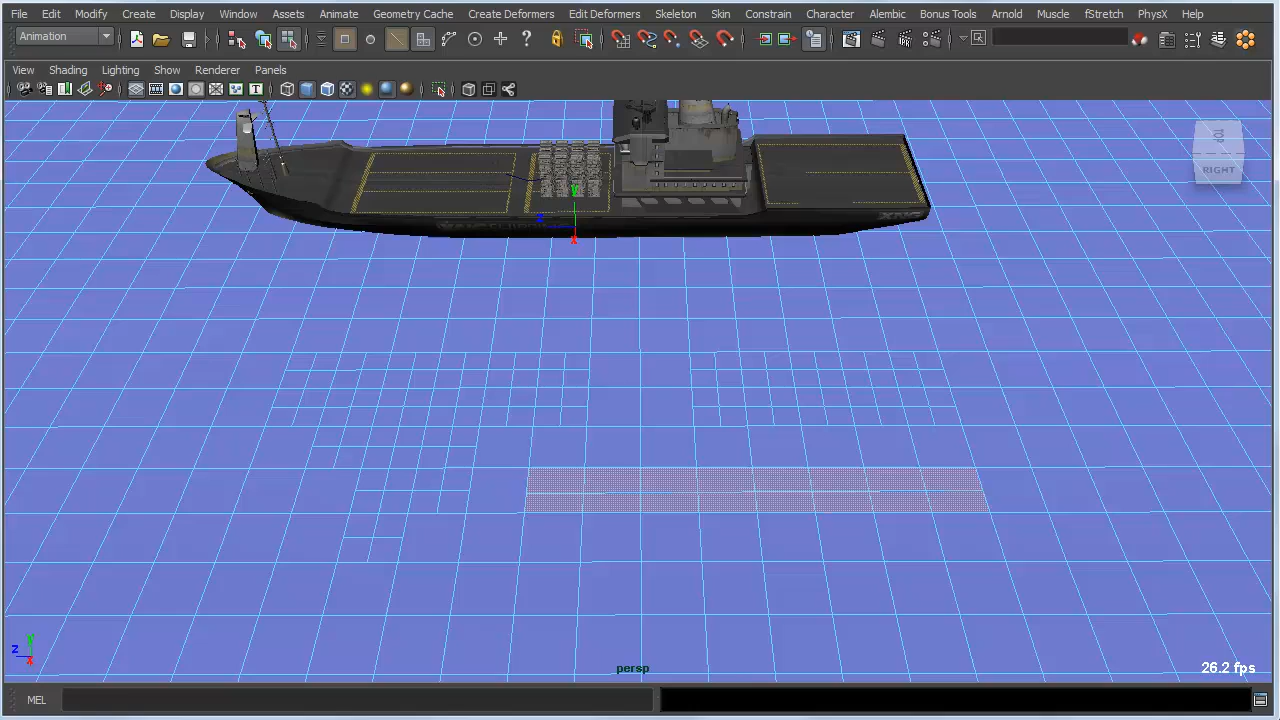 File Edit Modify Create Display Window Assets Animate Geometry Cache Create Deformers Edit Deformers Skeleton Skin Constrain Character Alembic Bonus Tools Arnold Muscle fStretch PhysX Help
Animation
View Shading Lighting Show Renderer Panels
TOP
RIGHT
XNG
Y
Z
X
y
z
x
persp
26.2 fps
MEL